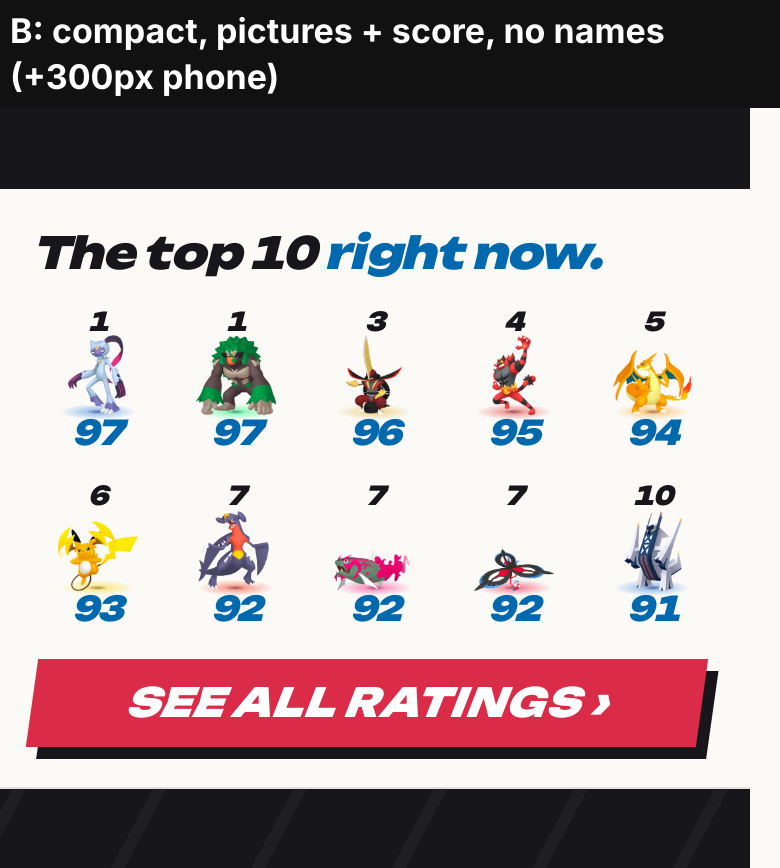 B: compact, pictures + score, no names
(+300px phone)
The top 10 right now.
1 1 3 4 5
97 97 96 95 94
6 7 7 7 10
93 92 92 92 91
SEE ALL RATINGS ›